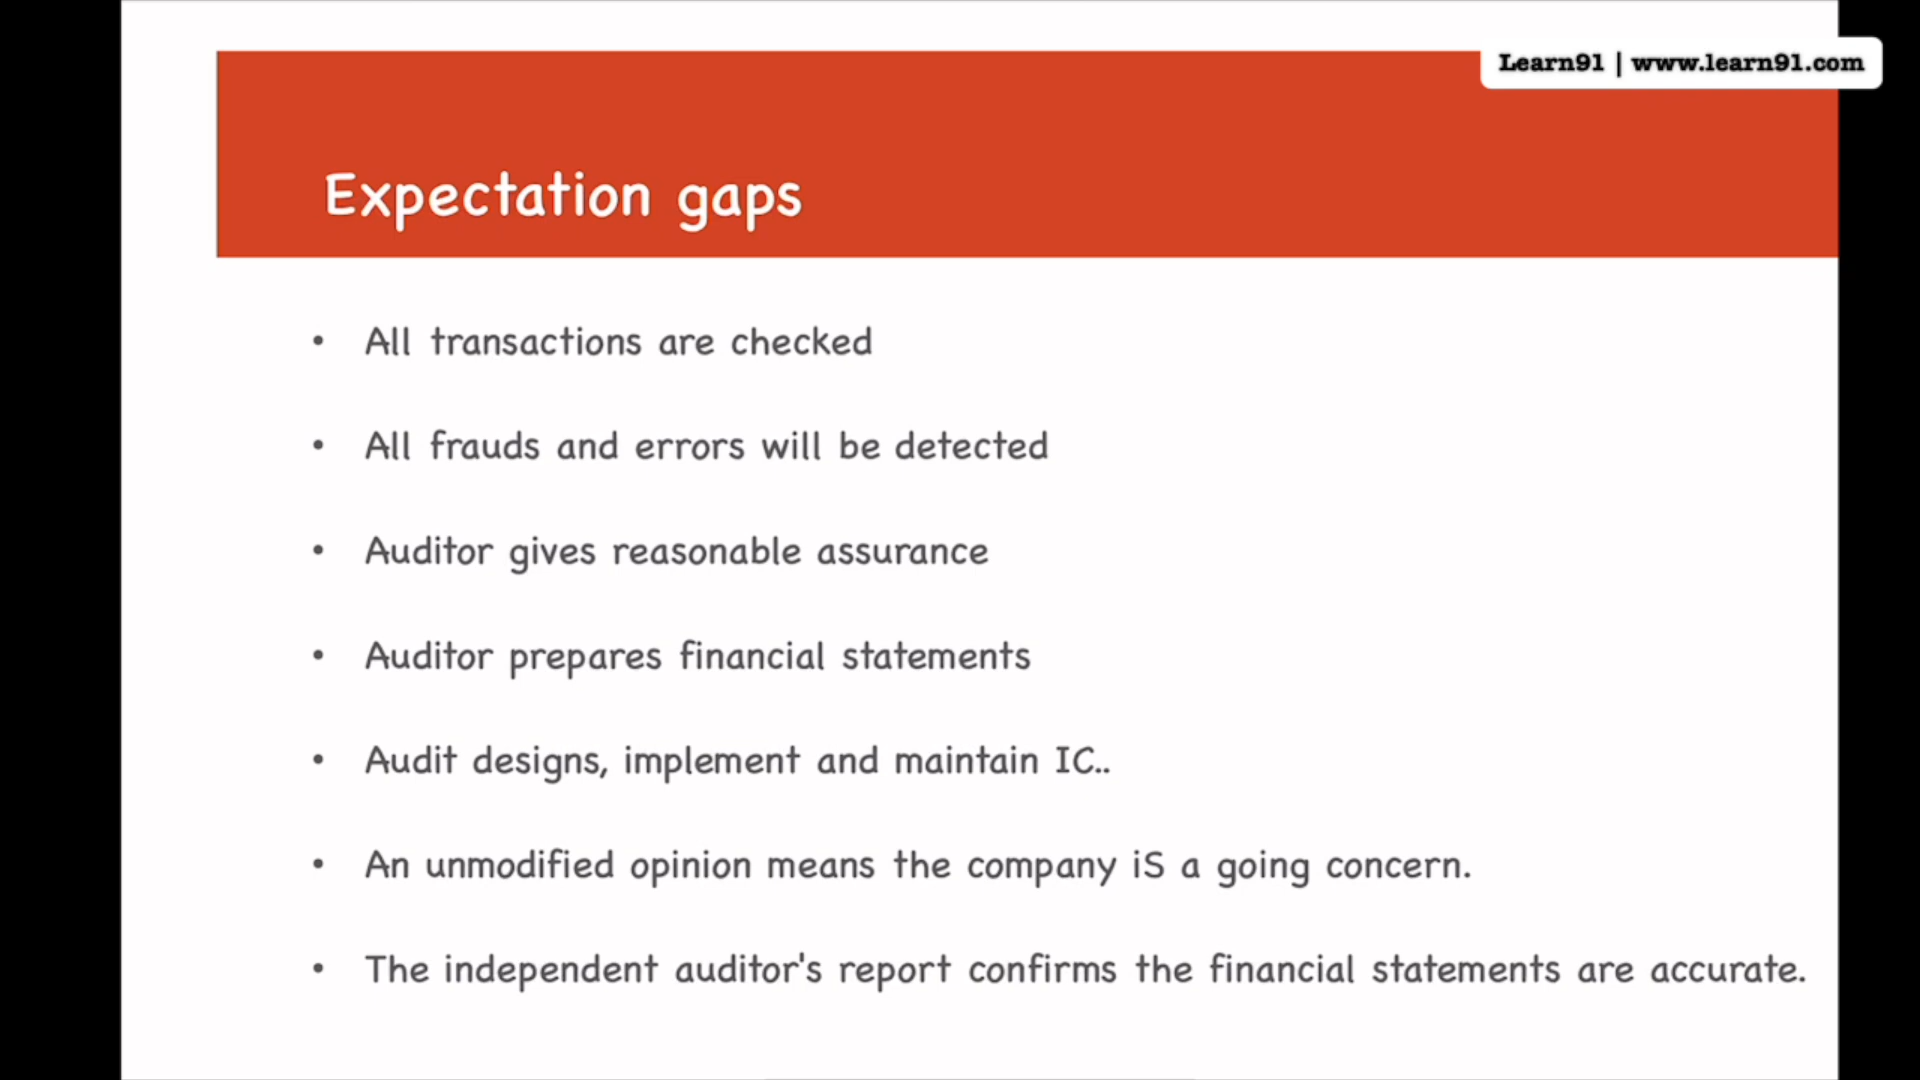 Learn91 | www.learn91.com
Expectation gaps
• All transactions are checked
• All frauds and errors will be detected
• Auditor gives reasonable assurance
• Auditor prepares financial statements
• Audit designs, implement and maintain IC..
• An unmodified opinion means the company iS a going concern.
• The independent auditor's report confirms the financial statements are accurate.